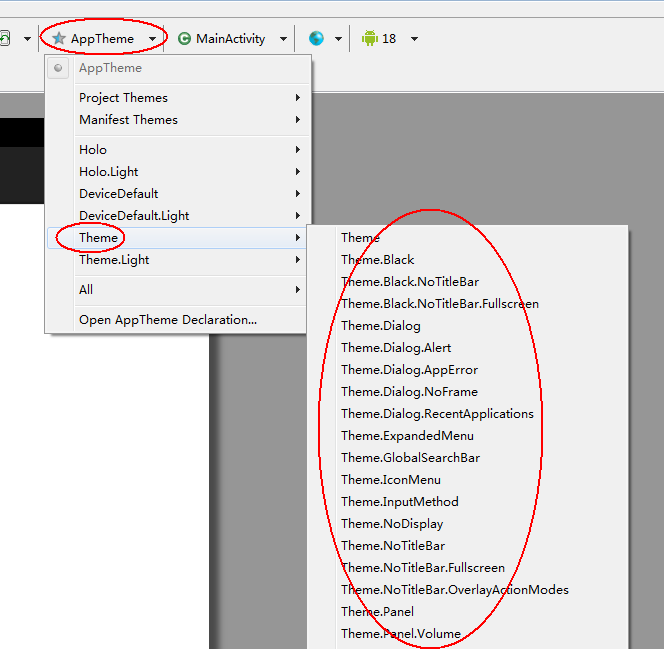 AppTheme MainActivity 18
AppTheme
Project Themes
Manifest Themes
Holo
Holo.Light
DeviceDefault
DeviceDefault.Light
Theme
Theme.Light
All
Open AppTheme Declaration...
Theme
Theme.Black
Theme.Black.NoTitleBar
Theme.Black.NoTitleBar.Fullscreen
Theme.Dialog
Theme.Dialog.Alert
Theme.Dialog.AppError
Theme.Dialog.NoFrame
Theme.Dialog.RecentApplications
Theme.ExpandedMenu
Theme.GlobalSearchBar
Theme.IconMenu
Theme.InputMethod
Theme.NoDisplay
Theme.NoTitleBar
Theme.NoTitleBar.Fullscreen
Theme.NoTitleBar.OverlayActionModes
Theme.Panel
Theme.Panel.Volume